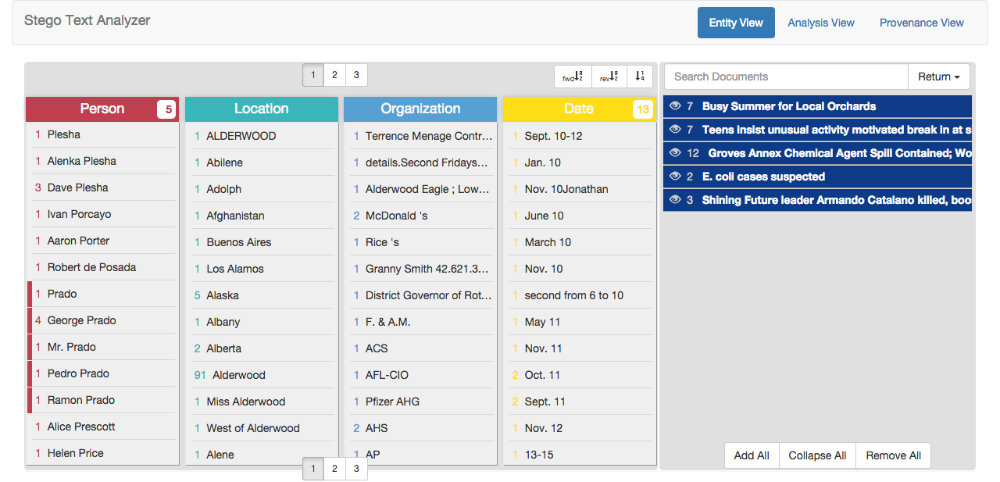 Stego Text Analyzer
Entity View
Analysis View
Provenance View
1 2 3
fwd
rev
Person 5
1 Plesha
1 Alenka Plesha
3 Dave Plesha
1 Ivan Porcayo
1 Aaron Porter
1 Robert de Posada
1 Prado
4 George Prado
1 Mr. Prado
1 Pedro Prado
1 Ramon Prado
1 Alice Prescott
1 Helen Price
Location
1 ALDERWOOD
1 Abilene
1 Adolph
1 Afghanistan
1 Buenos Aires
1 Los Alamos
5 Alaska
1 Albany
2 Alberta
91 Alderwood
1 Miss Alderwood
1 West of Alderwood
1 Alene
Organization
1 Terrence Menage Contr...
1 details.Second Fridays...
1 Alderwood Eagle ; Low...
2 McDonald 's
1 Rice 's
1 Granny Smith 42.621.3...
1 District Governor of Rot...
1 F. & A.M.
1 ACS
1 AFL-CIO
1 Pfizer AHG
2 AHS
1 AP
Date 13
1 Sept. 10-12
1 Jan. 10
1 Nov. 10Jonathan
1 June 10
1 March 10
1 Nov. 10
1 second from 6 to 10
1 May 11
1 Nov. 11
2 Oct. 11
2 Sept. 11
1 Nov. 12
1 13-15
1 2 3
Search Documents
Return
7 Busy Summer for Local Orchards
7 Teens insist unusual activity motivated break in at s
12 Groves Annex Chemical Agent Spill Contained; Wo
2 E. coli cases suspected
3 Shining Future leader Armando Catalano killed, boo
Add All
Collapse All
Remove All